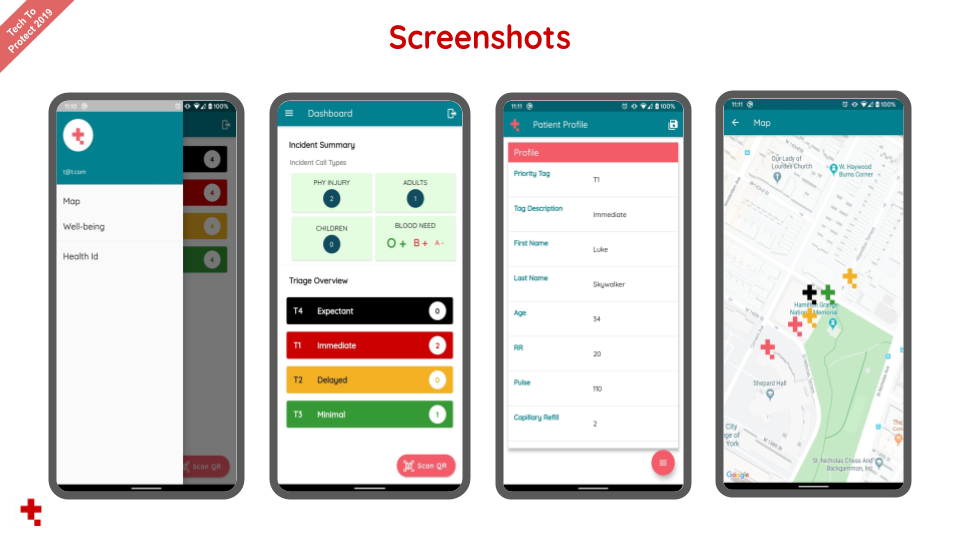 Tech To
Protect 2019
Screenshots
11:10
100%
t@t.com
Map
Well-being
Health Id
4
4
4
4
Scan QR
Dashboard
Incident Summary
Incident Call Types
PHY INJURY
2
ADULTS
1
CHILDREN
0
BLOOD NEED
O + B + A -
Triage Overview
T4 Expectant 0
T1 Immediate 2
T2 Delayed 0
T3 Minimal 1
Scan QR
11:11
100%
Patient Profile
Profile
Priority Tag
T1
Tag Description
Immediate
First Name
Luke
Last Name
Skywalker
Age
34
RR
20
Pulse
110
Capillary Refill
2
11:11
100%
Map
Our Lady of
Lourdes Church
W. Haywood
Burns Corner
Hamilton Grange
National Memorial
Shepard Hall
City
ge of
York
St. Nicholas Chess And
Backgammon, Inc
Google